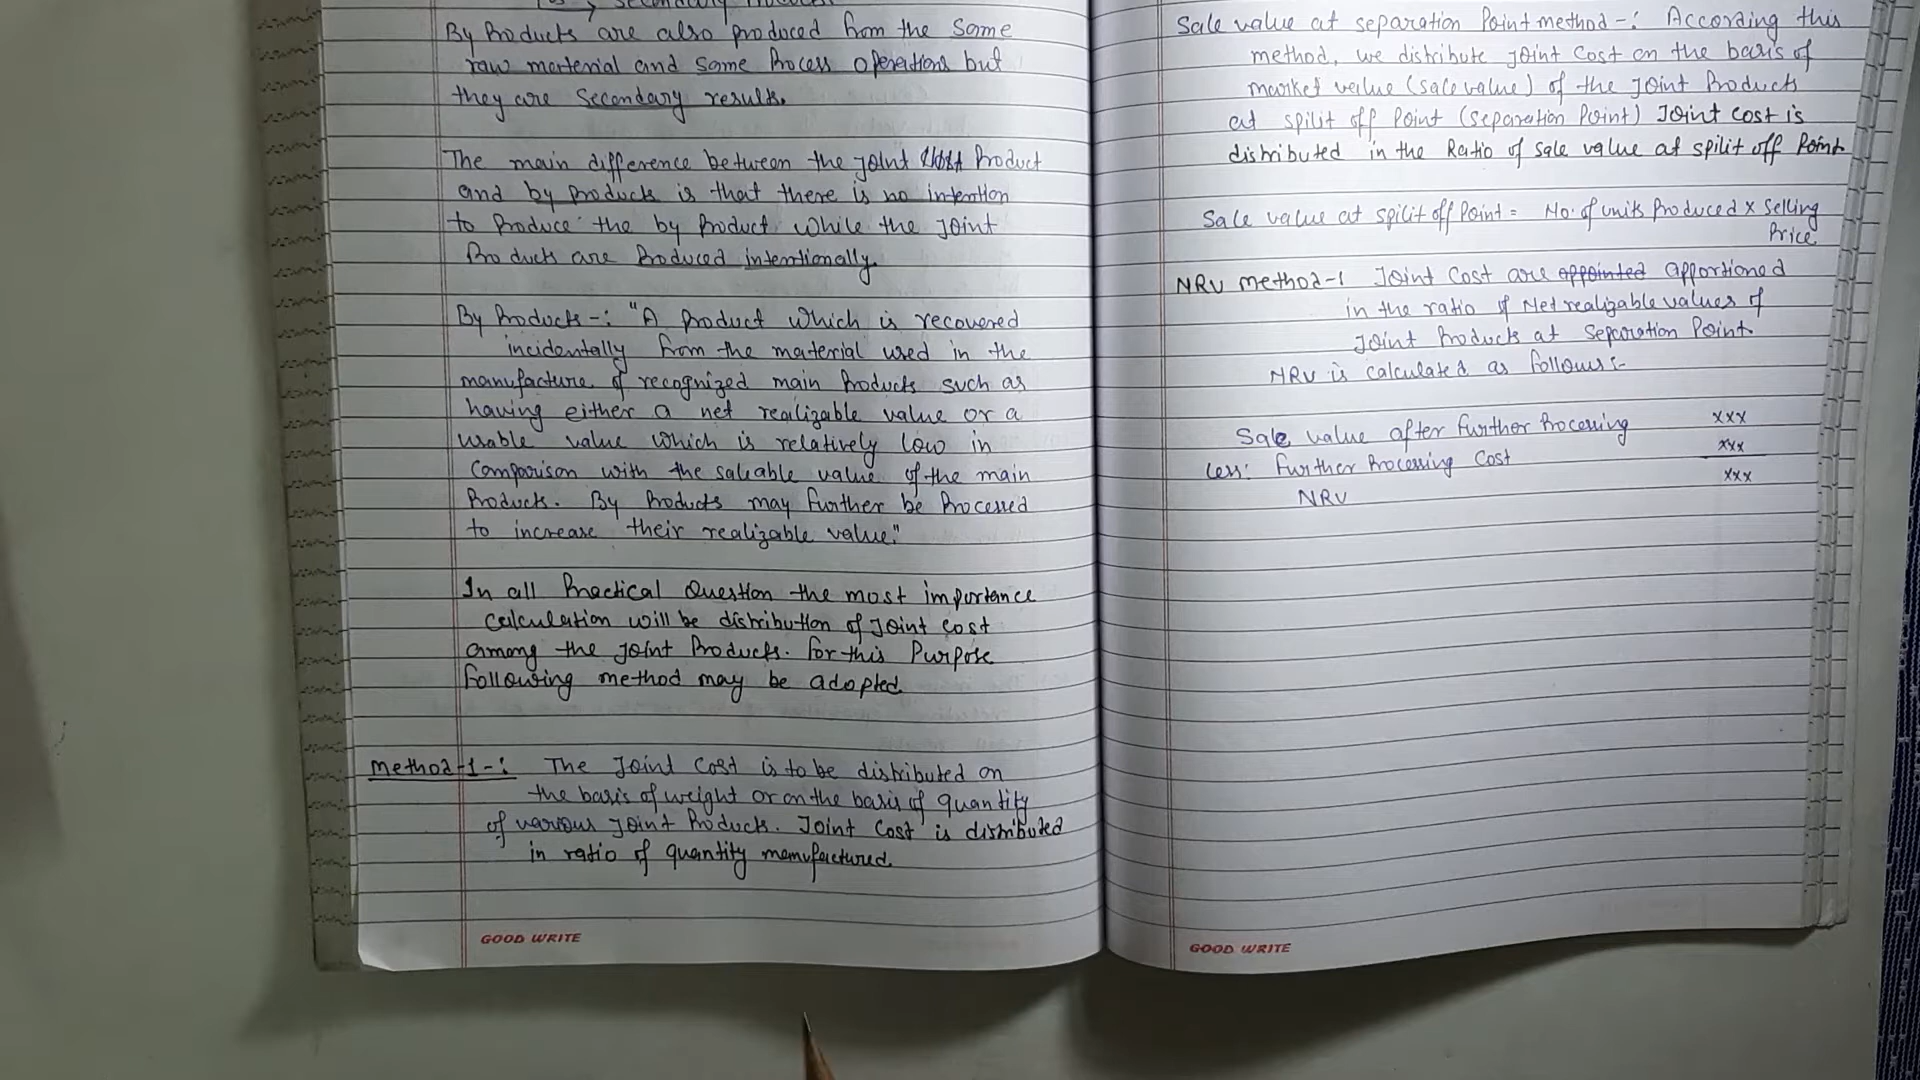 By Products are also produced from the same
raw marterial and same Process operations but
they are Secondary results.
The main difference between the joint Product
and by products is that there is no intention
to Produce the by product while the Joint
Products are Produced intentionally.
By Products -: "A Product which is recovered
incidentally from the material used in the
manufacture of recognized main Products such as
having either a net realizable value or a
usable value which is relatively low in
Comparison with the saleable value of the main
Products. By Products may further be Processed
to increase their realizable value."
In all Practical Question the most importance
calculation will be distribution of Joint Cost
among the Joint Products. for this Purpose
following method may be adopted.
Method-1-: The Joint Cost is to be distributed on
the basis of weight or on the basis of quantity
of various Joint Products. Joint Cost is distributed
in ratio of quantity manufactured.
GOOD WRITE
Sale value at separation Point method -: According this
method, we distribute Joint Cost on the basis of
market value (sale value) of the Joint Products
at spilit off Point (separation Point) Joint cost is
distributed in the Ratio of sale value at spilit off Point
Sale value at spilit off Point = No. of units Produced x Selling
Price
NRV method-1 Joint Cost are appointed apportioned
in the ratio of Net realizable values of
Joint Products at Separation Point
NRV is calculated as follows:-
Sale value after further Processing xxx
Less: Further Processing Cost xxx
NRV xxx
GOOD WRITE